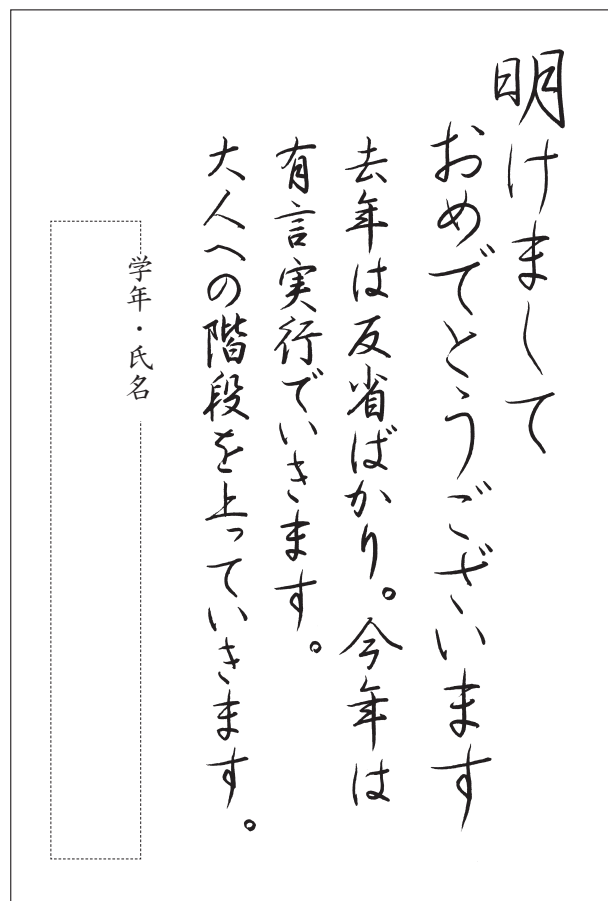 明けまして
おめでとうございます
去年は反省ばかり。今年は
有言実行でいきます。
大人への階段を上っていきます。
学年・氏名